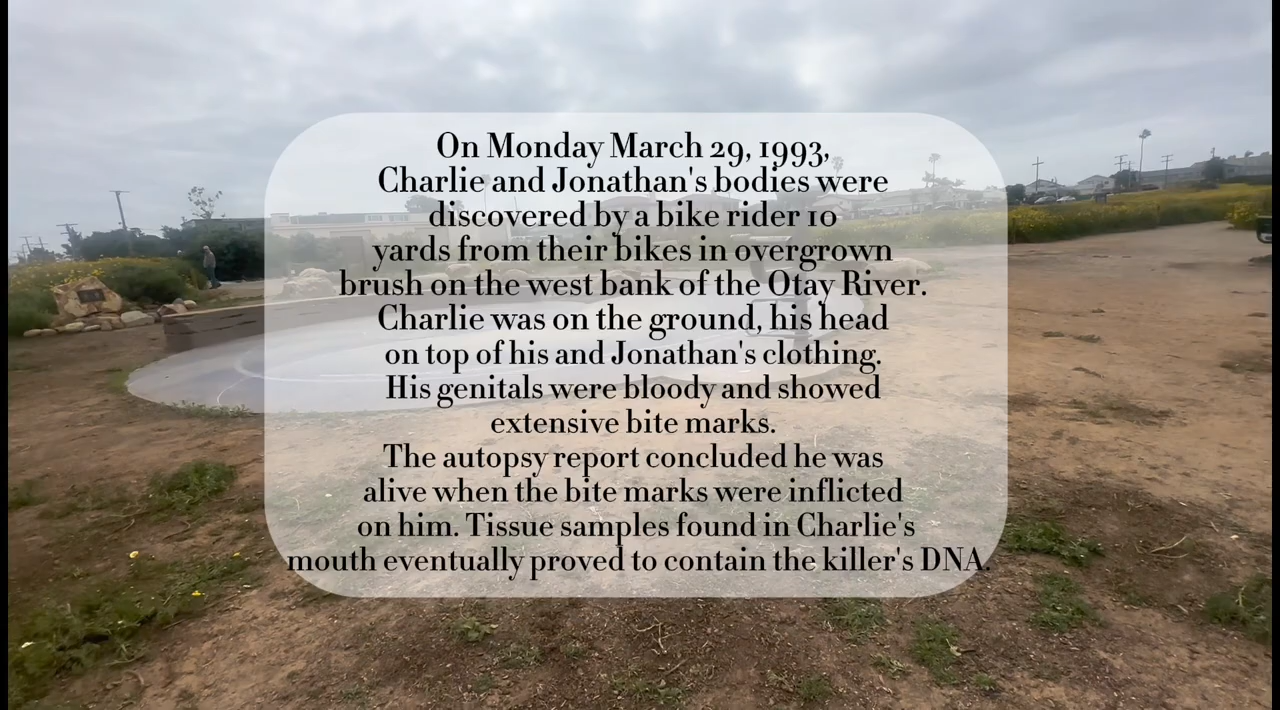 On Monday March 29, 1993,
Charlie and Jonathan's bodies were
discovered by a bike rider 10
yards from their bikes in overgrown
brush on the west bank of the Otay River.
Charlie was on the ground, his head
on top of his and Jonathan's clothing.
His genitals were bloody and showed
extensive bite marks.
The autopsy report concluded he was
alive when the bite marks were inflicted
on him. Tissue samples found in Charlie's
mouth eventually proved to contain the killer's DNA.